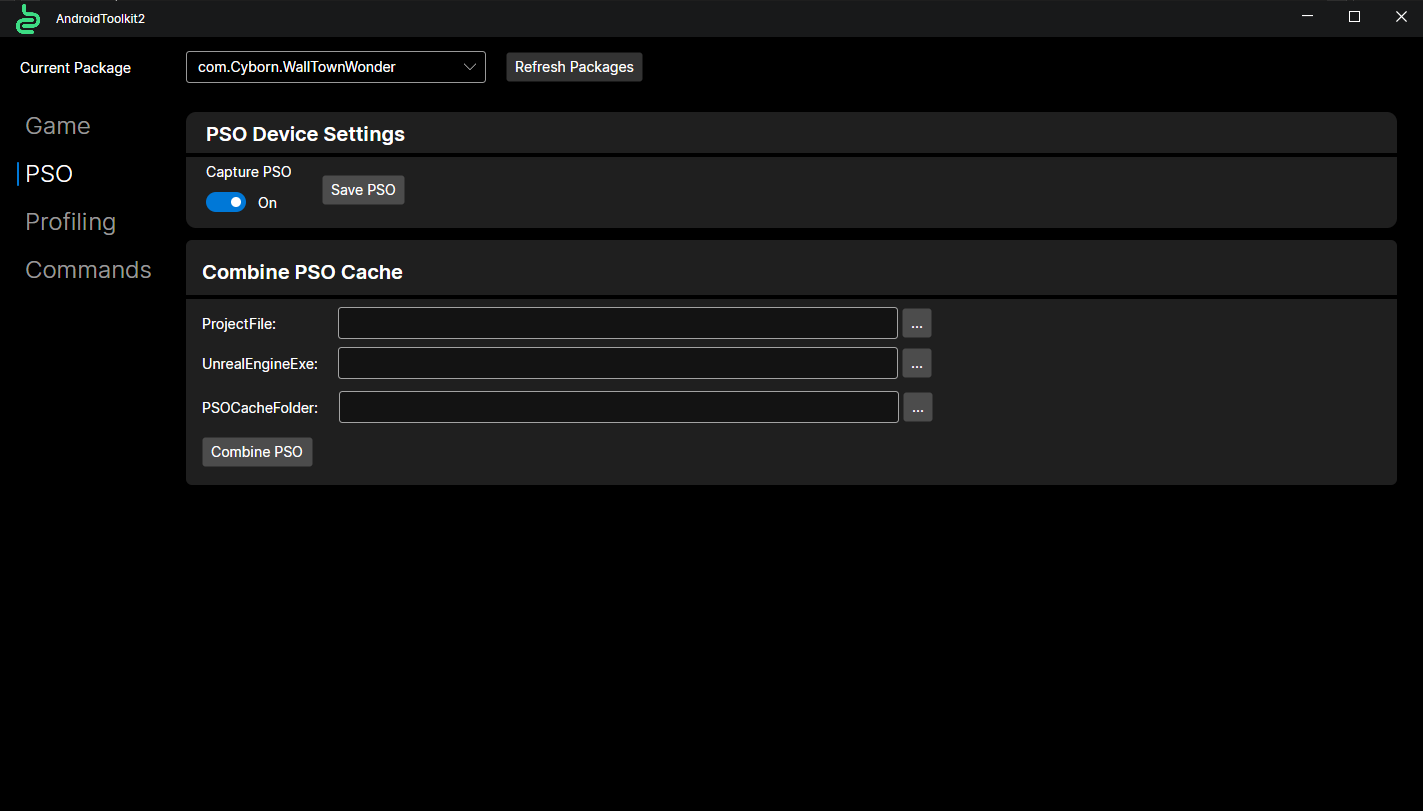 AndroidToolkit2
Current Package
com.Cyborn.WallTownWonder
Refresh Packages
Game
PSO
Profiling
Commands
PSO Device Settings
Capture PSO
On
Save PSO
Combine PSO Cache
ProjectFile:
...
UnrealEngineExe:
...
PSOCacheFolder:
...
Combine PSO